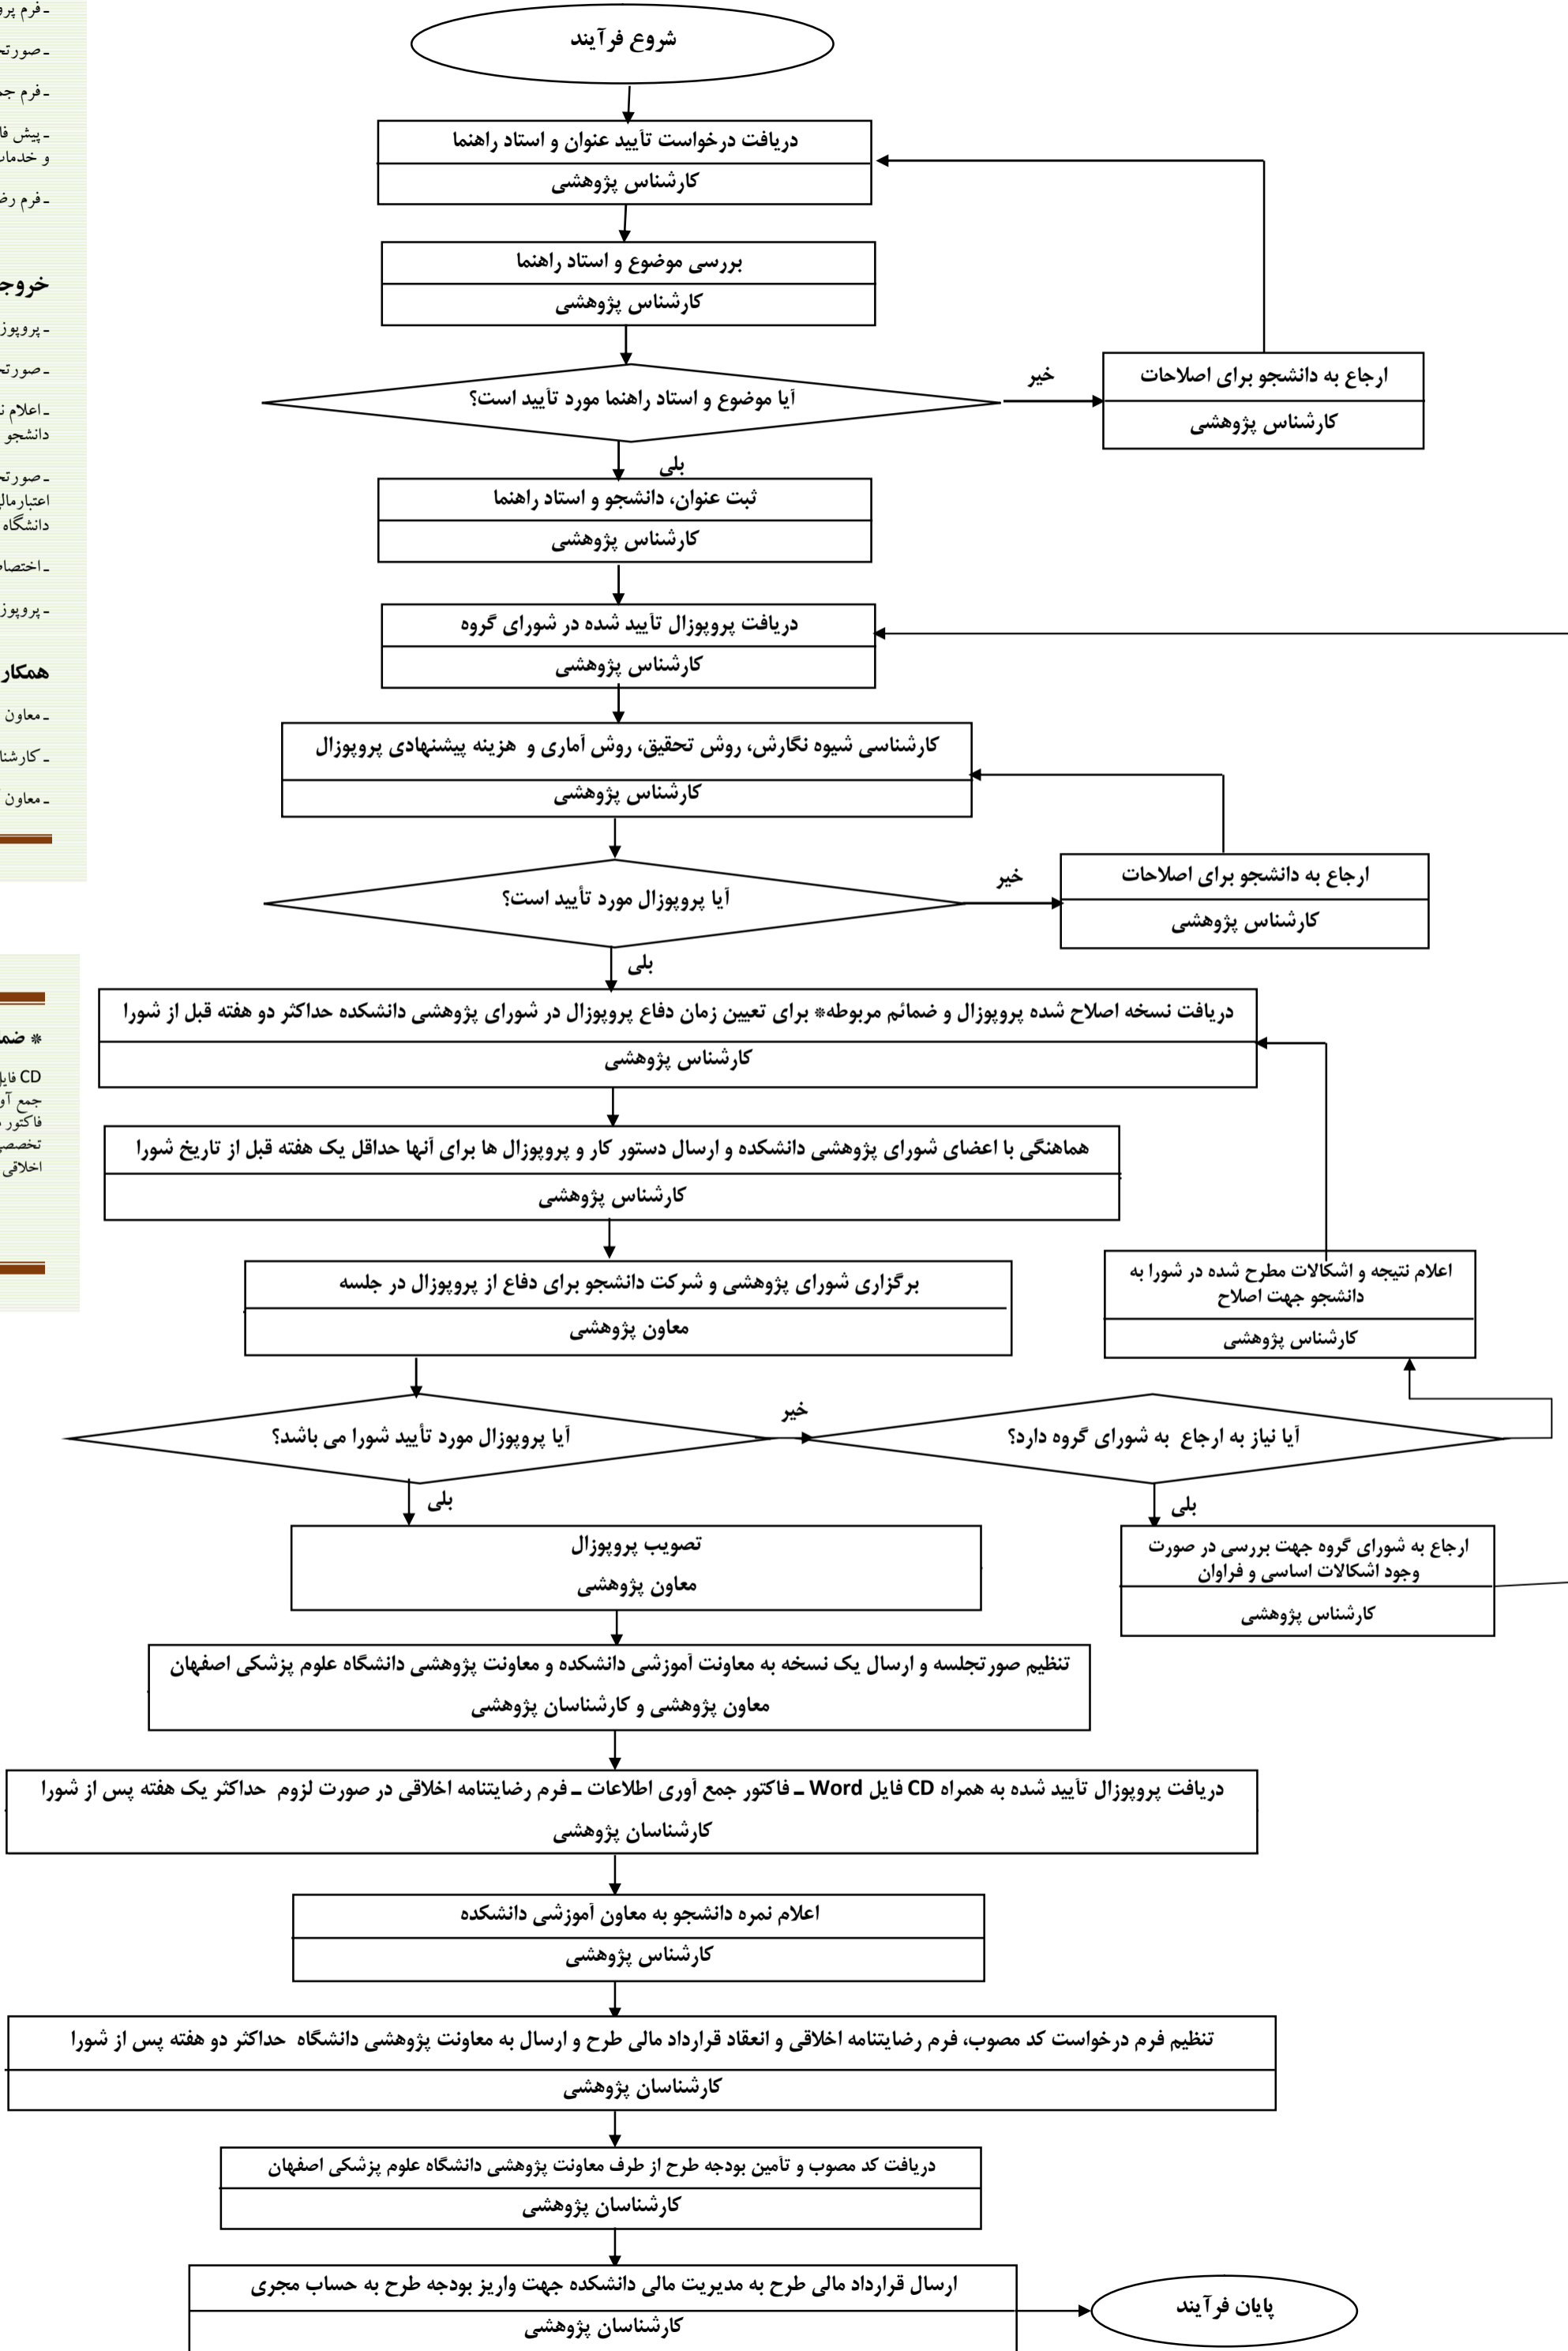 شروع فرآیند
دریافت درخواست تأیید عنوان و استاد راهنما
کارشناس پژوهشی
بررسی موضوع و استاد راهنما
کارشناس پژوهشی
آیا موضوع و استاد راهنما مورد تأیید است؟
خیر
ارجاع به دانشجو برای اصلاحات
کارشناس پژوهشی
بلی
ثبت عنوان، دانشجو و استاد راهنما
کارشناس پژوهشی
دریافت پروپوزال تأیید شده در شورای گروه
کارشناس پژوهشی
کارشناسی شیوه نگارش، روش تحقیق، روش آماری و هزینه پیشنهادی پروپوزال
کارشناس پژوهشی
آیا پروپوزال مورد تأیید است؟
خیر
ارجاع به دانشجو برای اصلاحات
کارشناس پژوهشی
بلی
دریافت نسخه اصلاح شده پروپوزال و ضمائم مربوطه* برای تعیین زمان دفاع پروپوزال در شورای پژوهشی دانشکده حداکثر دو هفته قبل از شورا
کارشناس پژوهشی
هماهنگی با اعضای شورای پژوهشی دانشکده و ارسال دستور کار و پروپوزال ها برای آنها حداقل یک هفته قبل از تاریخ شورا
کارشناس پژوهشی
برگزاری شورای پژوهشی و شرکت دانشجو برای دفاع از پروپوزال در جلسه
معاون پژوهشی
اعلام نتیجه و اشکالات مطرح شده در شورا به
دانشجو جهت اصلاح
کارشناس پژوهشی
آیا پروپوزال مورد تأیید شورا می باشد؟
خیر
آیا نیاز به ارجاع به شورای گروه دارد؟
بلی
بلی
تصویب پروپوزال
معاون پژوهشی
ارجاع به شورای گروه جهت بررسی در صورت
وجود اشکالات اساسی و فراوان
کارشناس پژوهشی
تنظیم صورتجلسه و ارسال یک نسخه به معاونت آموزشی دانشکده و معاونت پژوهشی دانشگاه علوم پزشکی اصفهان
معاون پژوهشی و کارشناسان پژوهشی
دریافت پروپوزال تأیید شده به همراه CD فایل Word ـ فاکتور جمع آوری اطلاعات ـ فرم رضایتنامه اخلاقی در صورت لزوم حداکثر یک هفته پس از شورا
کارشناسان پژوهشی
اعلام نمره دانشجو به معاون آموزشی دانشکده
کارشناس پژوهشی
تنظیم فرم درخواست کد مصوب، فرم رضایتنامه اخلاقی و انعقاد قرارداد مالی طرح و ارسال به معاونت پژوهشی دانشگاه حداکثر دو هفته پس از شورا
کارشناسان پژوهشی
دریافت کد مصوب و تأمین بودجه طرح از طرف معاونت پژوهشی دانشگاه علوم پزشکی اصفهان
کارشناسان پژوهشی
ارسال قرارداد مالی طرح به مدیریت مالی دانشکده جهت واریز بودجه طرح به حساب مجری
کارشناسان پژوهشی
پایان فرآیند
ـ فرم
ـ
ـ فرم
ـ پیش
و
ـ فرم
ـ
ـ
ـ اعلام
دانشجو
ـ
دانشگاه
ـ
ـ
ـ معاون
ـ
ـ معاون
*
CD
جمع
فاکتور
اخلاقی